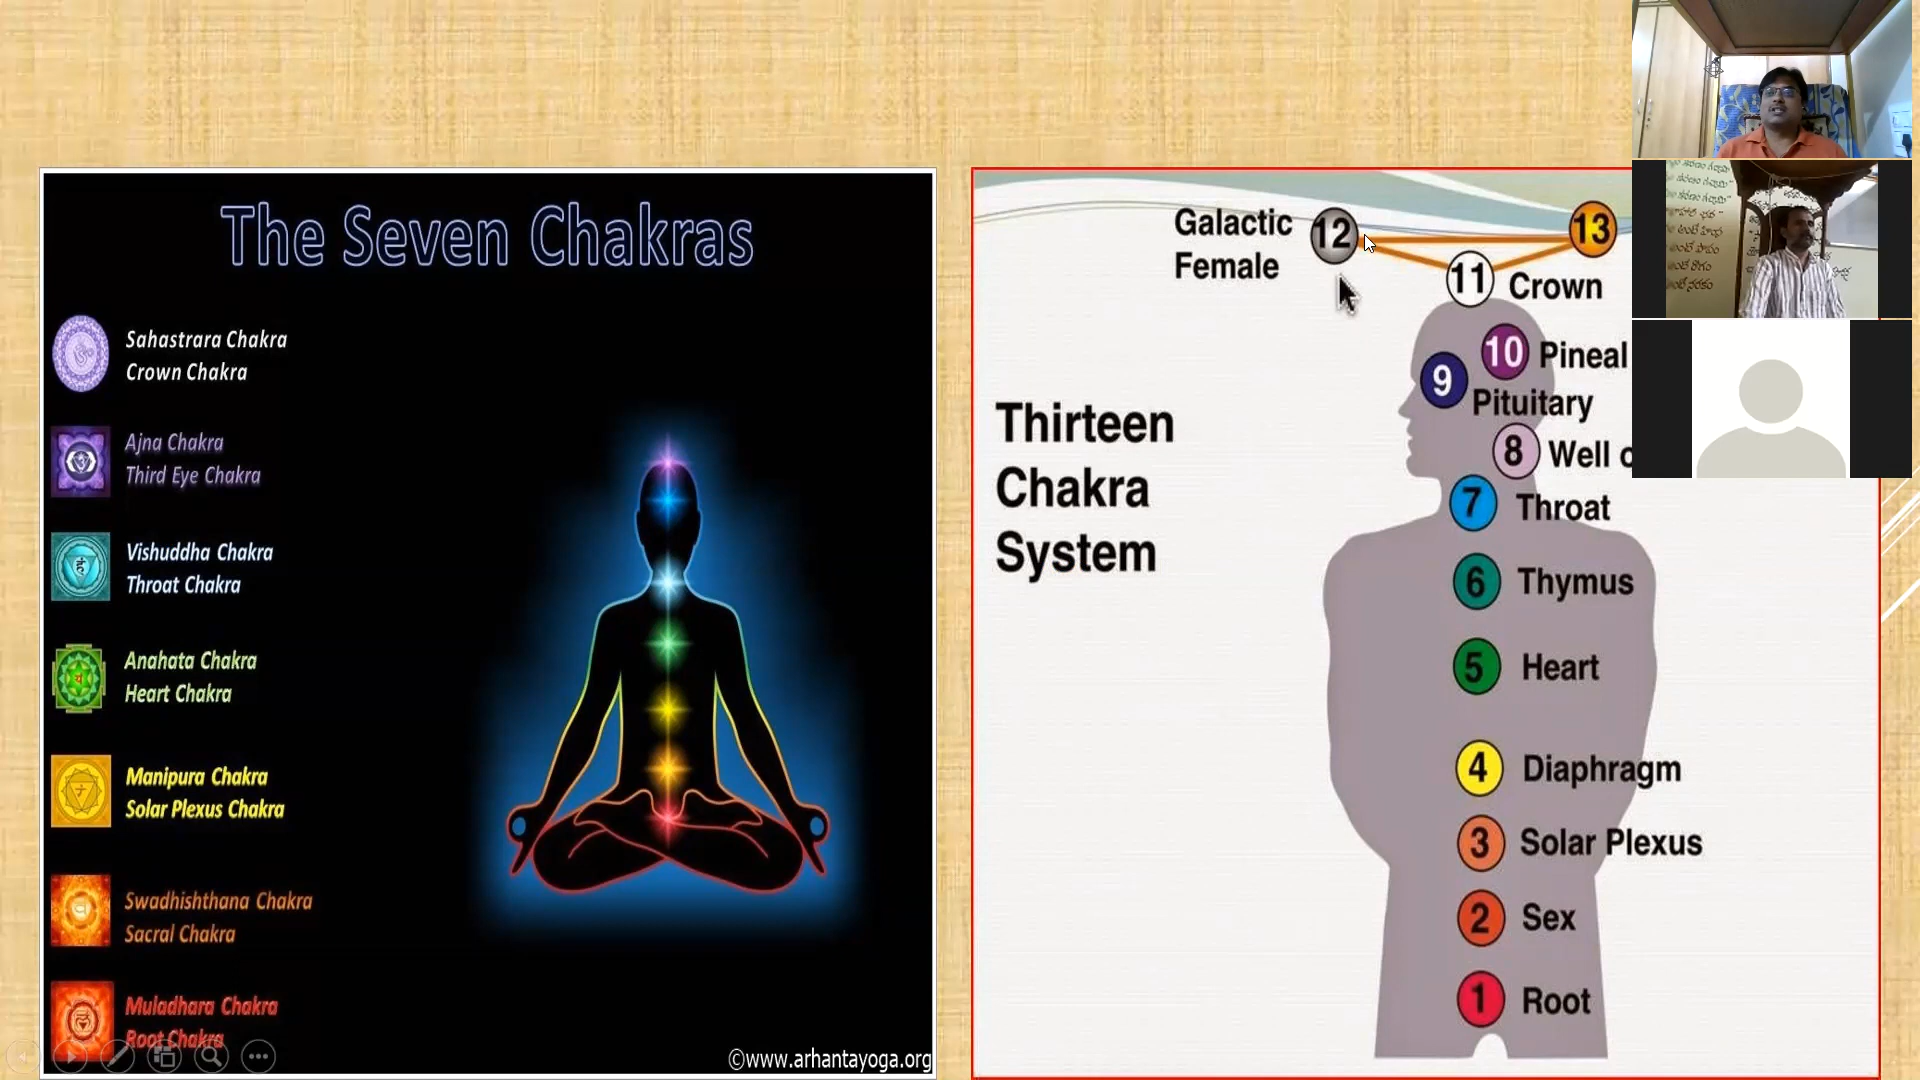 The Seven Chakras
Sahastrara Chakra
Crown Chakra
Ajna Chakra
Third Eye Chakra
Vishuddha Chakra
Throat Chakra
Anahata Chakra
Heart Chakra
Manipura Chakra
Solar Plexus Chakra
Swadhishthana Chakra
Sacral Chakra
Muladhara Chakra
Root Chakra
©www.arhantayoga.org
Galactic
Female
12
13
11 Crown
10 Pineal
9
Pituitary
8 Well
7 Throat
Thirteen
Chakra
System
6 Thymus
5 Heart
4 Diaphragm
3 Solar Plexus
2 Sex
1 Root